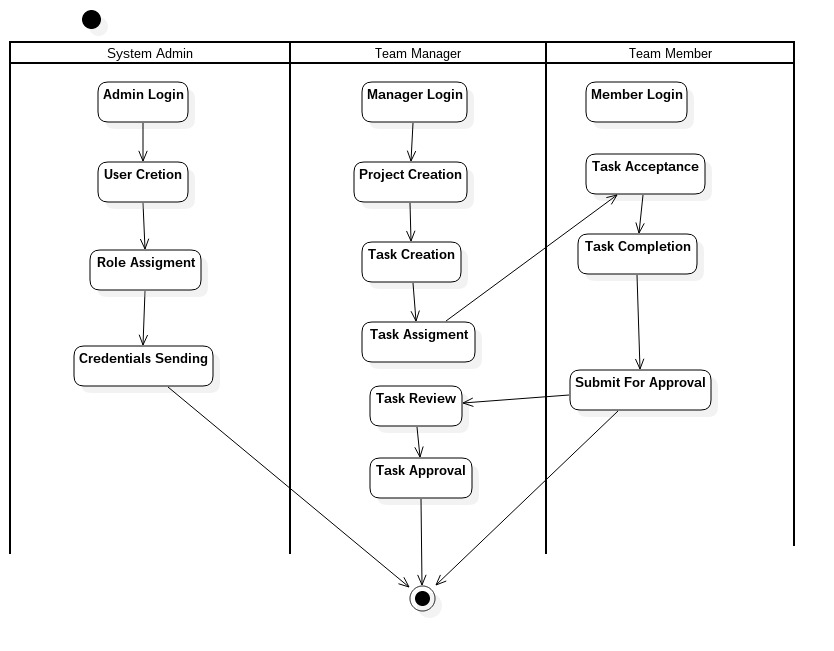 System Admin
Team Manager
Team Member
Admin Login
User Cretion
Role Assigment
Credentials Sending
Manager Login
Project Creation
Task Creation
Task Assigment
Task Review
Task Approval
Member Login
Task Acceptance
Task Completion
Submit For Approval